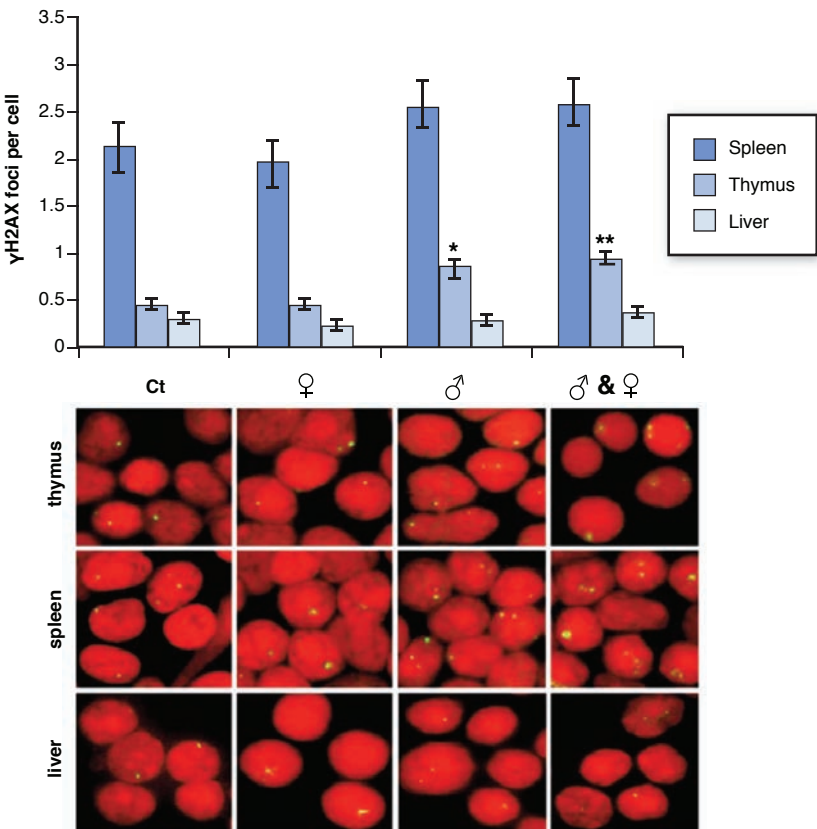 3.5
3
2.5
2
1.5
1
0.5
0
γH2AX foci per cell
*
**
Spleen
Thymus
Liver
Ct ♀ ♂ ♂ & ♀
thymus
spleen
liver